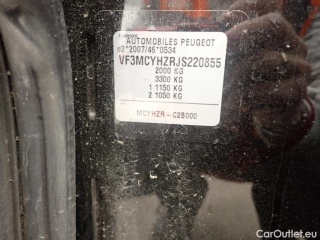 AUTOMOBILES PEUGEOT
e2*2007/46*0534
VF3MCYHZRJS220855
2000 KG
3300 KG
1 1150 KG
2 1050 KG
MCYHZR-C2B000
CarOutlet.eu